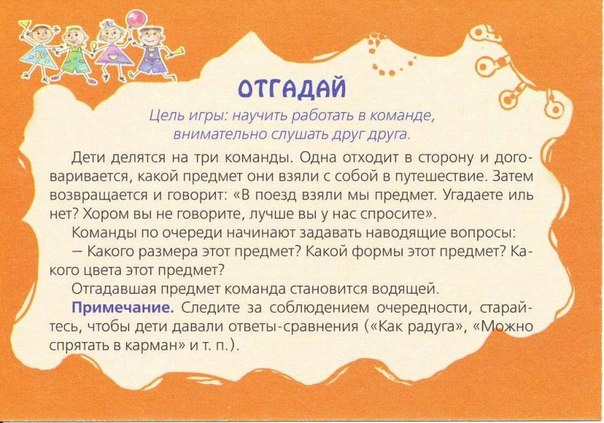 ОТГАДАЙ
Цель игры: научить работать в команде,
внимательно слушать друг друга.
Дети делятся на три команды. Одна отходит в сторону и дого-
варивается, какой предмет они взяли с собой в путешествие. Затем
возвращается и говорит: «В поезд взяли мы предмет. Угадаете иль
нет? Хором вы не говорите, лучше вы у нас спросите».
Команды по очереди начинают задавать наводящие вопросы:
– Какого размера этот предмет? Какой формы этот предмет? Ка-
кого цвета этот предмет?
Отгадавшая предмет команда становится водящей.
Примечание. Следите за соблюдением очередности, старай-
тесь, чтобы дети давали ответы-сравнения («Как радуга», «Можно
спрятать в карман» и т. п.).